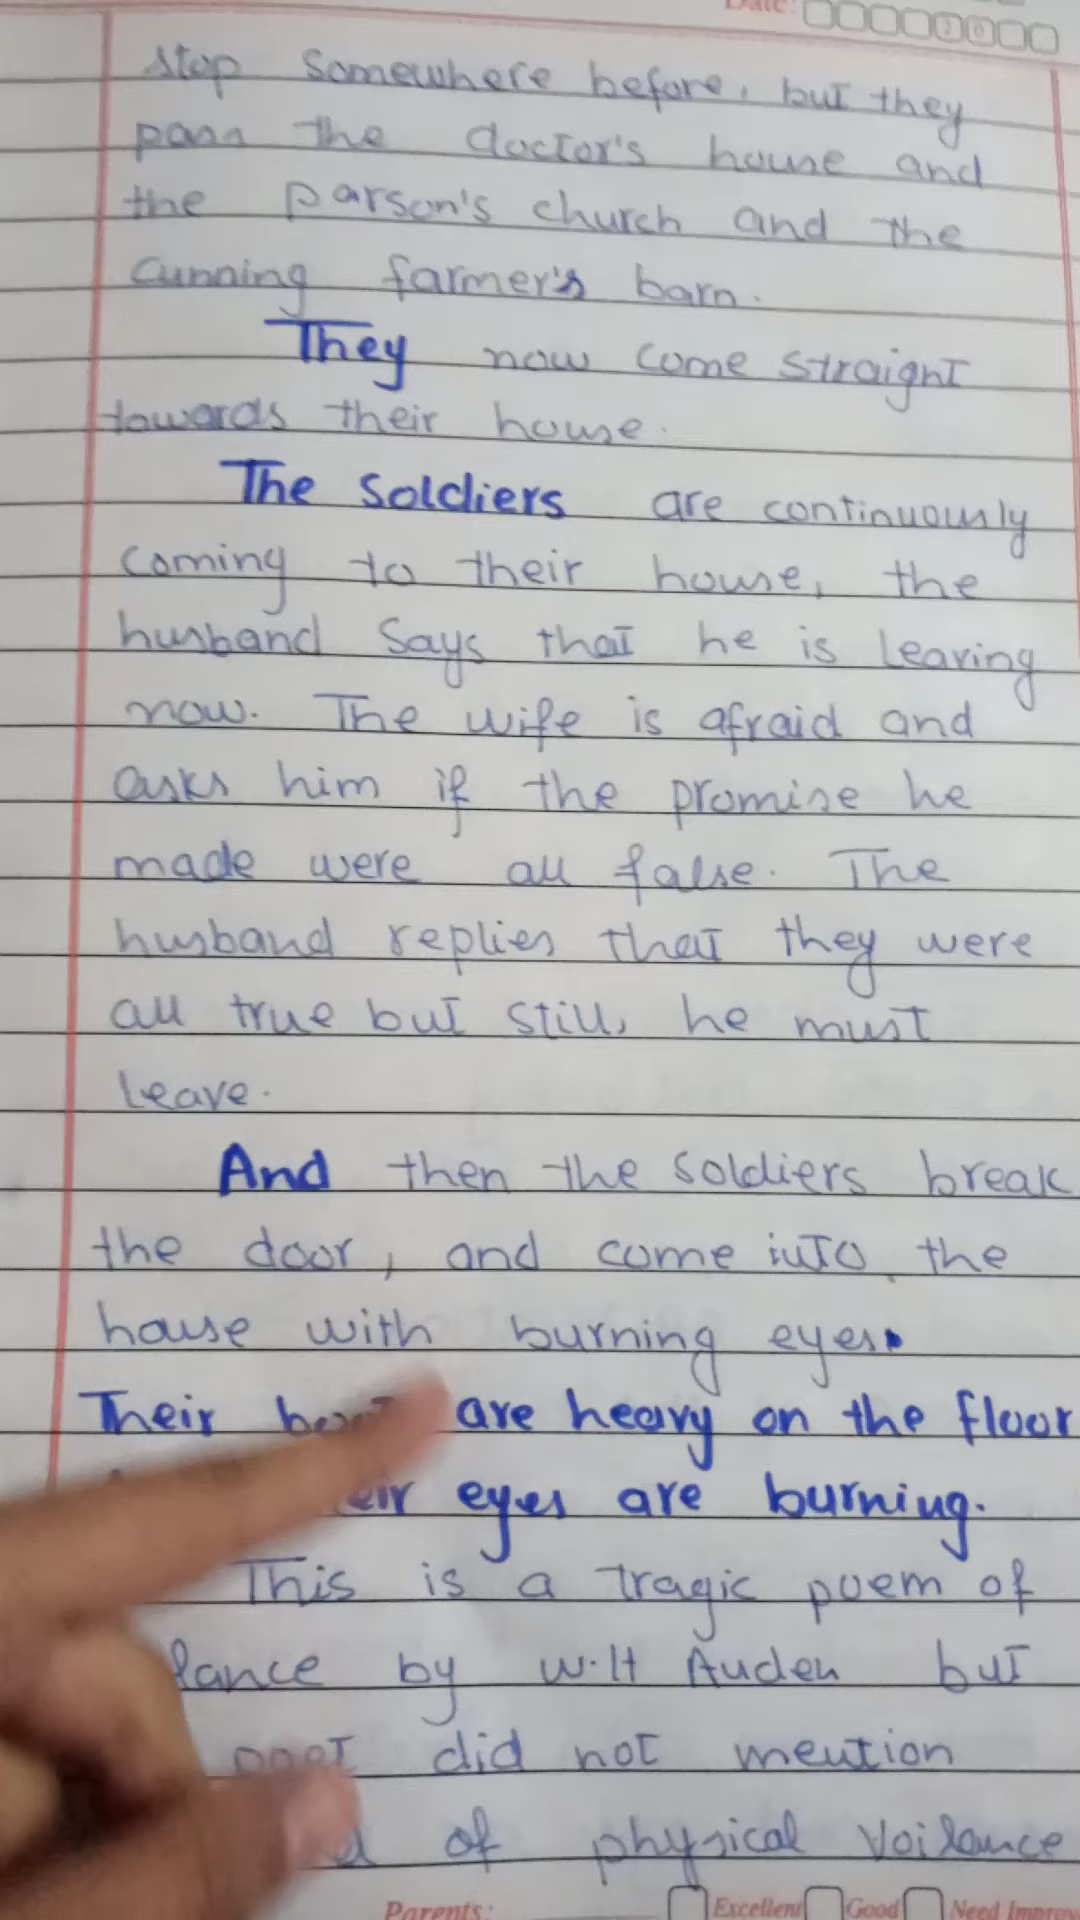 Date: 20
stop somewhere before, but they
pass the doctor's house and
the parson's church and the
cunning farmer's barn.
They now come straight
towards their house.
The Soldiers are continuously
coming to their house, the
husband says that he is leaving
now. The wife is afraid and
asks him if the promise he
made were all false. The
husband replies that they were
all true but still, he must
leave.
And then the soldiers break
the door, and come into the
house with burning eyes.
Their are heavy on the floor
eyes are burning.
This is a tragic poem of
by W.H Auden but
poet did not mention
of physical Voilance
Parents: Excellent Good Need Improv